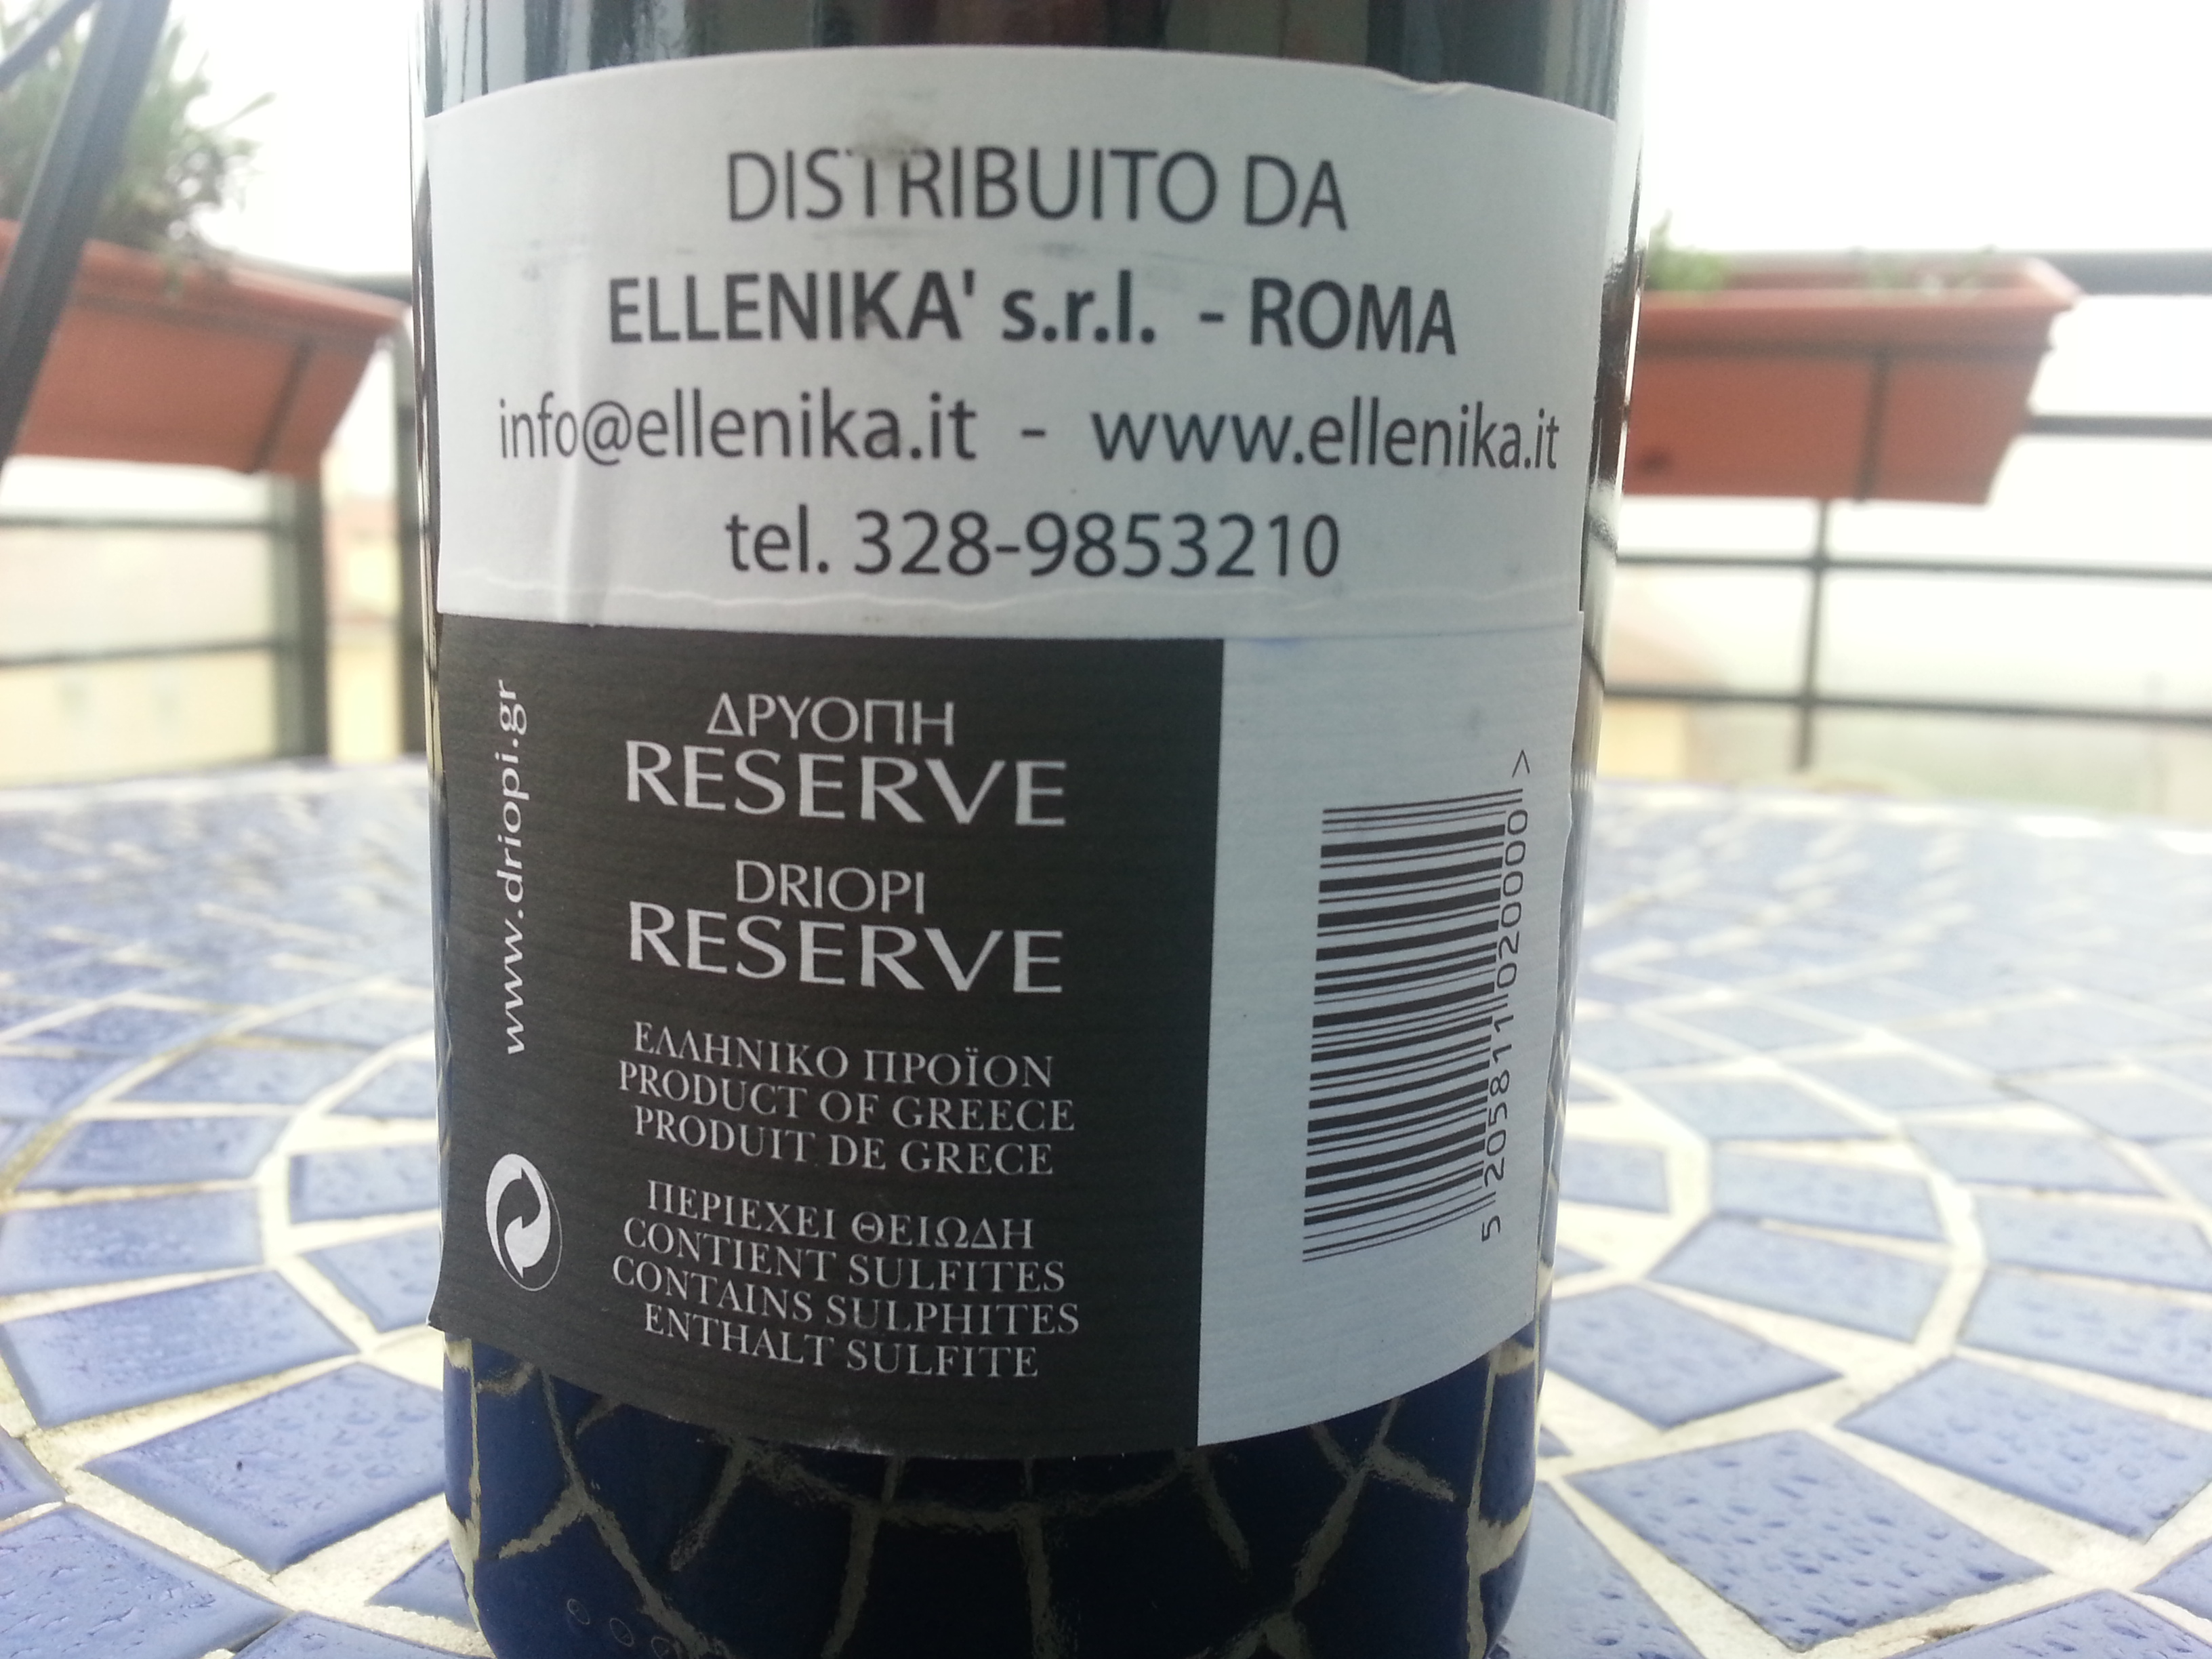 DISTRIBUITO DA
ELLENIKA' s.r.l. - ROMA
info@ellenika.it - www.ellenika.it
tel. 328-9853210
www.driopi.gr
ΔΡΥΟΠΗ
RESERVE
DRIOPI
RESERVE
ΕΛΛΗΝΙΚΟ ΠΡΟΪΟΝ
PRODUCT OF GREECE
PRODUIT DE GRECE
ΠΕΡΙΕΧΕΙ ΘΕΙΩΔΗ
CONTIENT SULFITES
CONTAINS SULPHITES
ENTHALT SULFITE
5 205811 020000 >